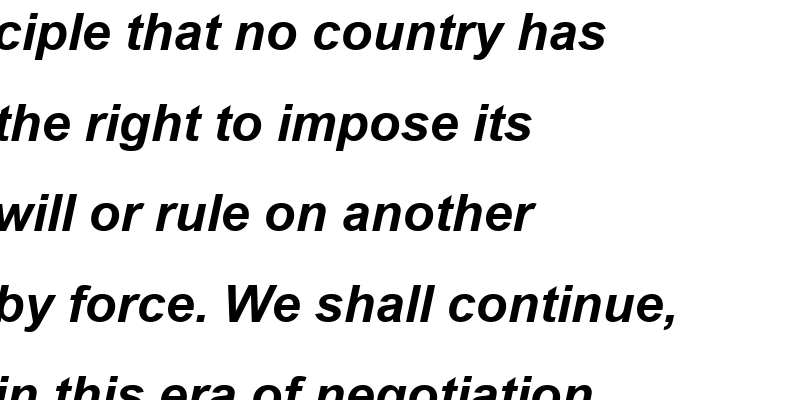 ciple that no country has
the right to impose its
will or rule on another
by force. We shall continue,
in this era of negotiation